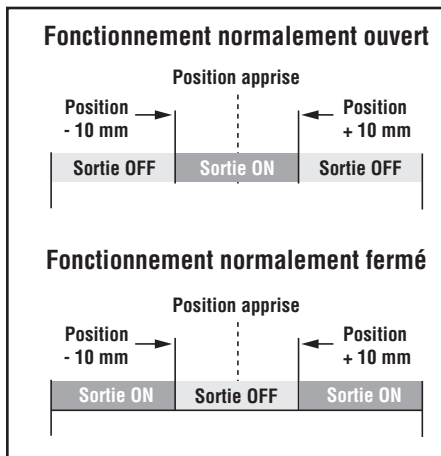 Fonctionnement normalement ouvert
Position apprise
Position
- 10 mm
Position
+ 10 mm
Sortie OFF
Sortie ON
Sortie OFF
Fonctionnement normalement fermé
Position apprise
Position
- 10 mm
Position
+ 10 mm
Sortie ON
Sortie OFF
Sortie ON